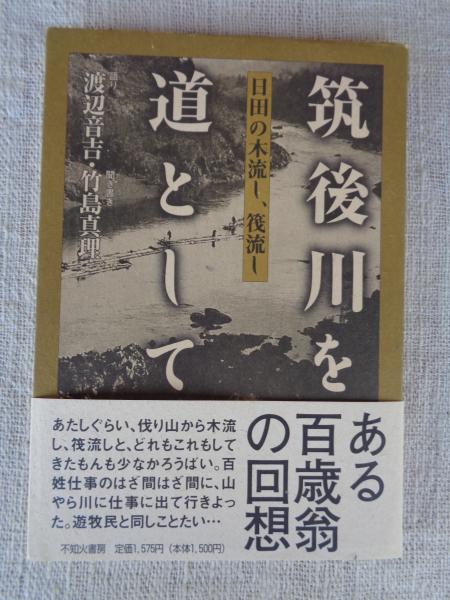 筑後川を
道として
日田の木流し、筏流し
語り
渡辺音吉・
聞き書き
竹島真理
ある
百歳翁
の回想
あたしぐらい、伐り山から木流
し、筏流しと、どれもこれもして
きたもんも少なかろうばい。百
姓仕事のはざ間はざ間に、山
やら川に仕事に出て行きよっ
た。遊牧民と同しことたい…
不知火書房 定価1,575円（本体1,500円）